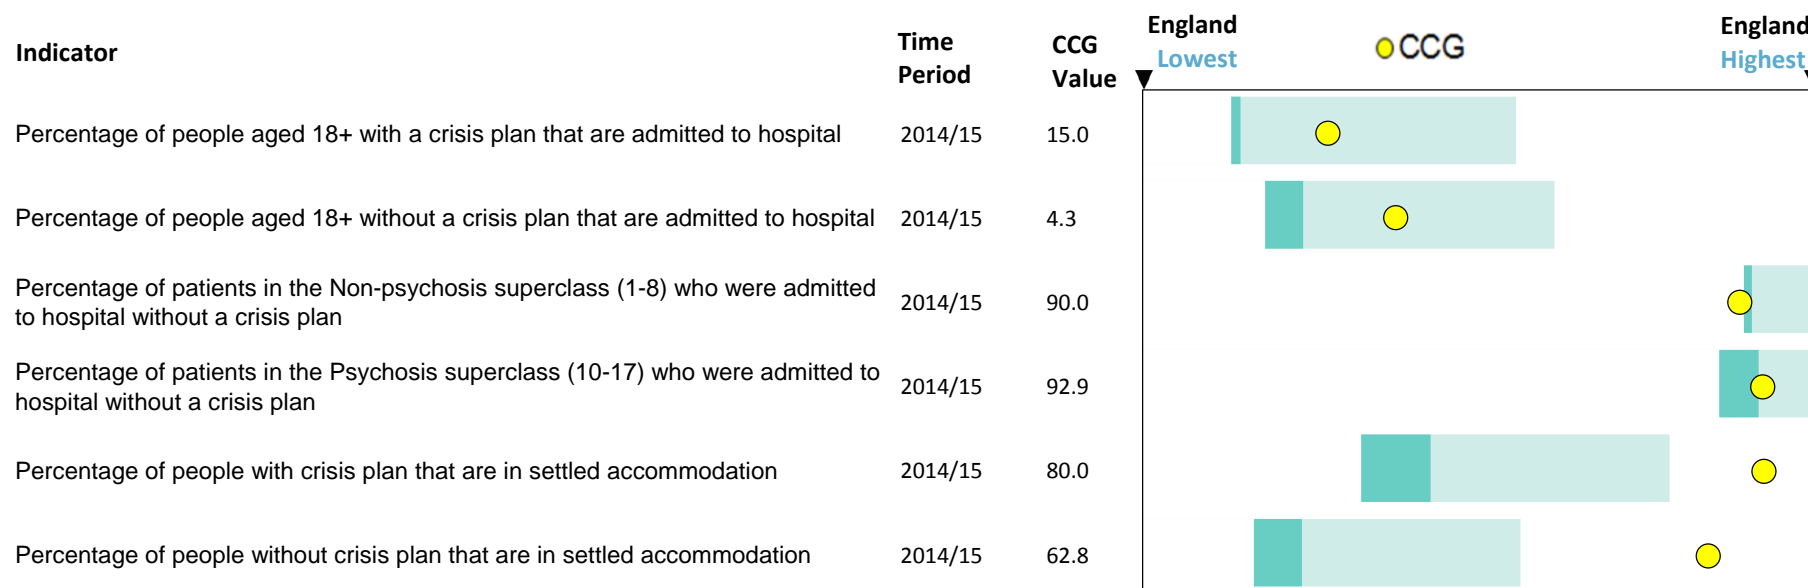 Indicator
Time
Period
CCG
Value
England
Lowest
CCG
England
Highest
Percentage of people aged 18+ with a crisis plan that are admitted to hospital 2014/15 15.0
Percentage of people aged 18+ without a crisis plan that are admitted to hospital 2014/15 4.3
Percentage of patients in the Non-psychosis superclass (1-8) who were admitted
to hospital without a crisis plan
2014/15 90.0
Percentage of patients in the Psychosis superclass (10-17) who were admitted to
hospital without a crisis plan
2014/15 92.9
Percentage of people with crisis plan that are in settled accommodation 2014/15 80.0
Percentage of people without crisis plan that are in settled accommodation 2014/15 62.8